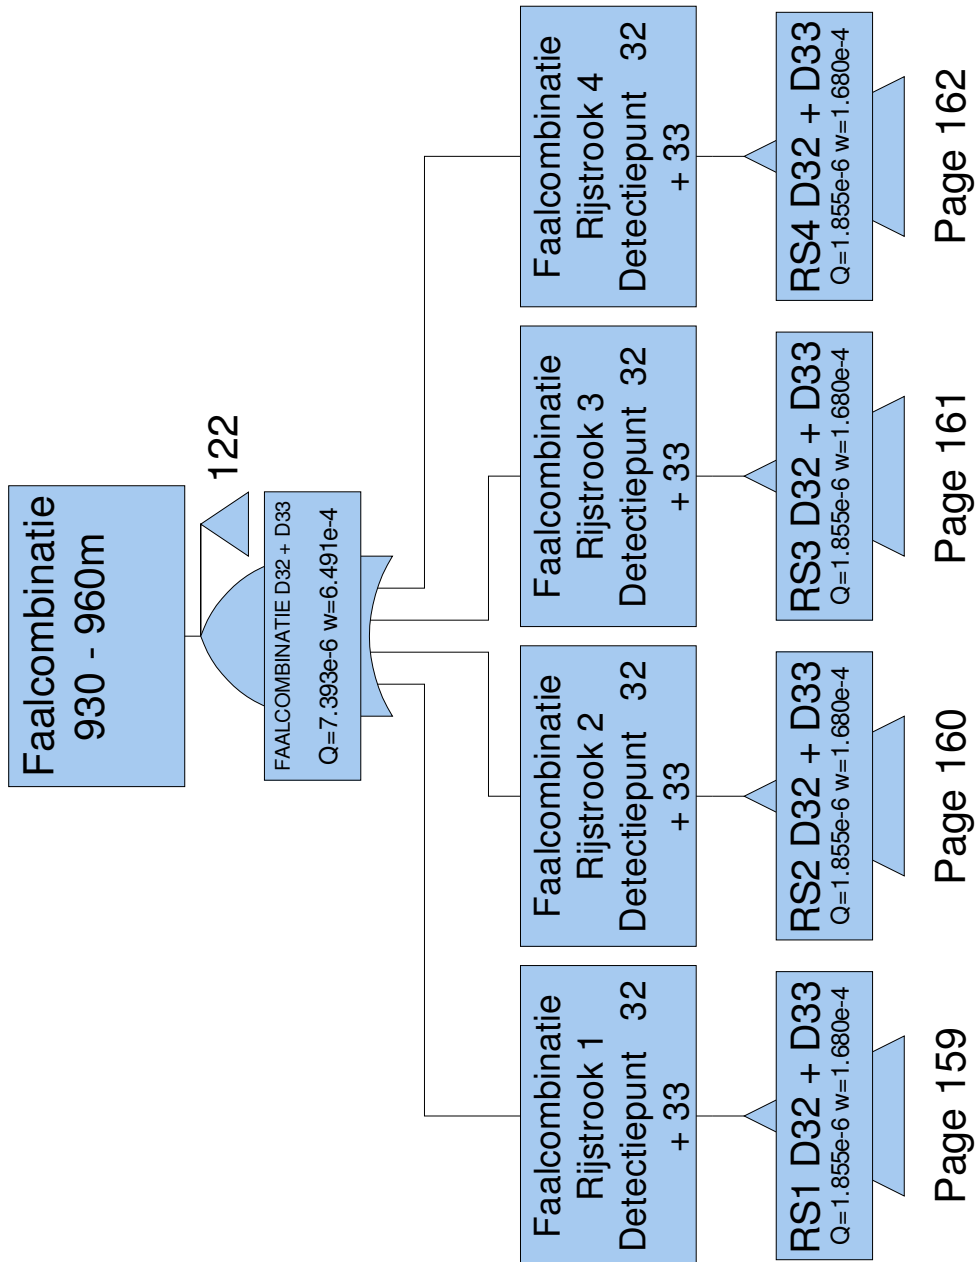 Faalcombinatie
930 - 960m
122
FAALCOMBINATIE D32 + D33
Q=7.393e-6 w=6.491e-4
Faalcombinatie
Rijstrook 1
Detectiepunt 32
+ 33
RS1 D32 + D33
Q=1.855e-6 w=1.680e-4
Page 159
Faalcombinatie
Rijstrook 2
Detectiepunt 32
+ 33
RS2 D32 + D33
Q=1.855e-6 w=1.680e-4
Page 160
Faalcombinatie
Rijstrook 3
Detectiepunt 32
+ 33
RS3 D32 + D33
Q=1.855e-6 w=1.680e-4
Page 161
Faalcombinatie
Rijstrook 4
Detectiepunt 32
+ 33
RS4 D32 + D33
Q=1.855e-6 w=1.680e-4
Page 162